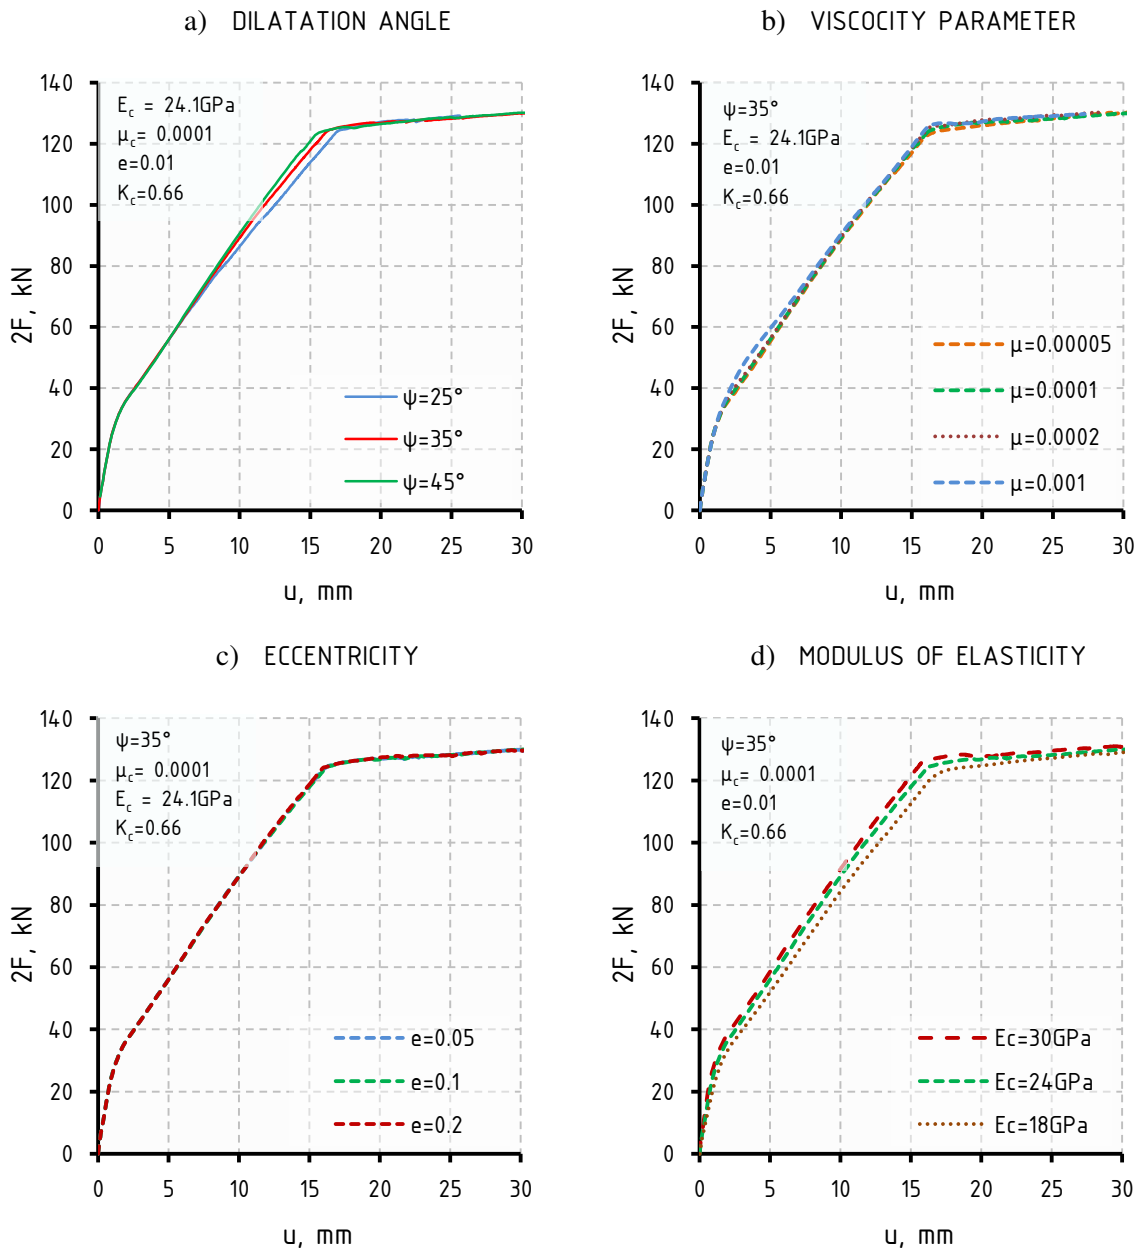 a) DILATATION ANGLE
140
120
100
80
60
40
20
0
2F, kN
E_c = 24.1GPa
μ_c= 0.0001
e=0.01
K_c=0.66
ψ=25°
ψ=35°
ψ=45°
0 5 10 15 20 25 30
u, mm
b) VISCOCITY PARAMETER
140
120
100
80
60
40
20
0
2F, kN
ψ=35°
E_c = 24.1GPa
e=0.01
K_c=0.66
μ=0.00005
μ=0.0001
μ=0.0002
μ=0.001
0 5 10 15 20 25 30
u, mm
c) ECCENTRICITY
140
120
100
80
60
40
20
0
2F, kN
ψ=35°
μ_c= 0.0001
E_c = 24.1GPa
K_c=0.66
e=0.05
e=0.1
e=0.2
0 5 10 15 20 25 30
u, mm
d) MODULUS OF ELASTICITY
140
120
100
80
60
40
20
0
2F, kN
ψ=35°
μ_c= 0.0001
e=0.01
K_c=0.66
Ec=30GPa
Ec=24GPa
Ec=18GPa
0 5 10 15 20 25 30
u, mm